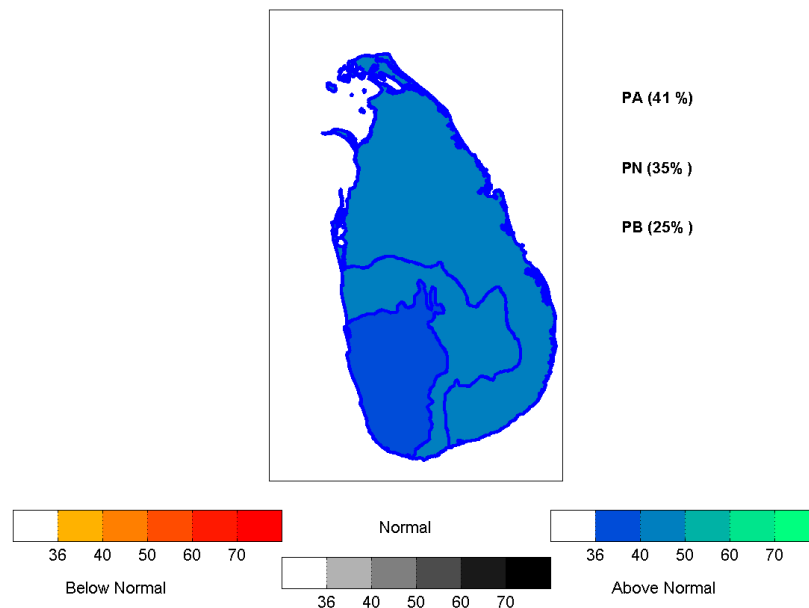 PA (41 %)
PN (35% )
PB (25% )
Normal
36 40 50 60 70
36 40 50 60 70
Below Normal
Above Normal
36 40 50 60 70